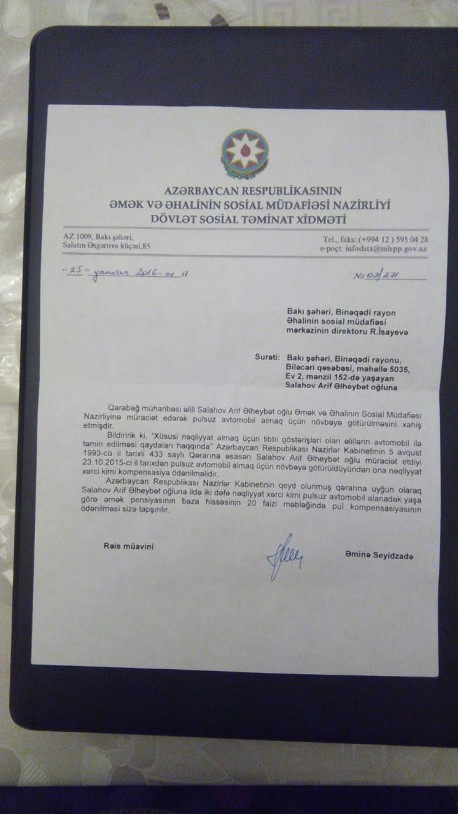 AZƏRBAYCAN RESPUBLİKASININ
ƏMƏK VƏ ƏHALİNİN SOSİAL MÜDAFİƏSİ NAZİRLİYİ
DÖVLƏT SOSİAL TƏMİNAT XİDMƏTİ
AZ 1009, Bakı şəhəri,
Salatın Əsgərova küçəsi,85
Tel., faks: (+994 12 ) 595 04 28
e-poçt: infodstx@mlspp.gov.az
"25" yanvar 2016-cı il
№ 03/27
Bakı şəhəri, Binəqədi rayon
Əhalinin sosial müdafiəsi
mərkəzinin direktoru R.İsayevə
Surəti: Bakı şəhəri, Binəqədi rayonu,
Biləcəri qəsəbəsi, məhəllə 5035,
Ev 2, mənzil 152-də yaşayan
Salahov Arif Əlheybət oğluna
Qarabağ müharibəsi əlili Salahov Arif Əlheybət oğlu Əmək və Əhalinin Sosial Müdafiəsi
Nazirliyinə müraciət edərək pulsuz avtomobil almaq üçün növbəyə götürülməsini xahiş
etmişdir.
Bildiririk ki, "Xüsusi nəqliyyat almaq üçün tibbi göstərişləri olan əlillərin avtomobil ilə
təmin edilməsi qaydaları haqqında" Azərbaycan Respublikası Nazirlər Kabinetinin 5 avqust
1993-cü il tarixli 433 saylı Qərarına əsasən Salahov Arif Əlheybət oğlu müraciət etdiyi
23.10.2015-ci il tarixdən pulsuz avtomobil almaq üçün növbəyə götürüldüyündən ona nəqliyyat
xərci kimi kompensasiya ödənilməlidir.
Azərbaycan Respublikası Nazirlər Kabinetinin qeyd olunmuş qərarına uyğun olaraq
Salahov Arif Əlheybət oğluna ildə iki dəfə nəqliyyat xərci kimi pulsuz avtomobil alanadək yaşa
görə əmək pensiyasının baza hissəsinin 20 faizi məbləğində pul kompensasiyasının
ödənilməsi sizə tapşırılır.
Rəis müavini
Əminə Seyidzadə